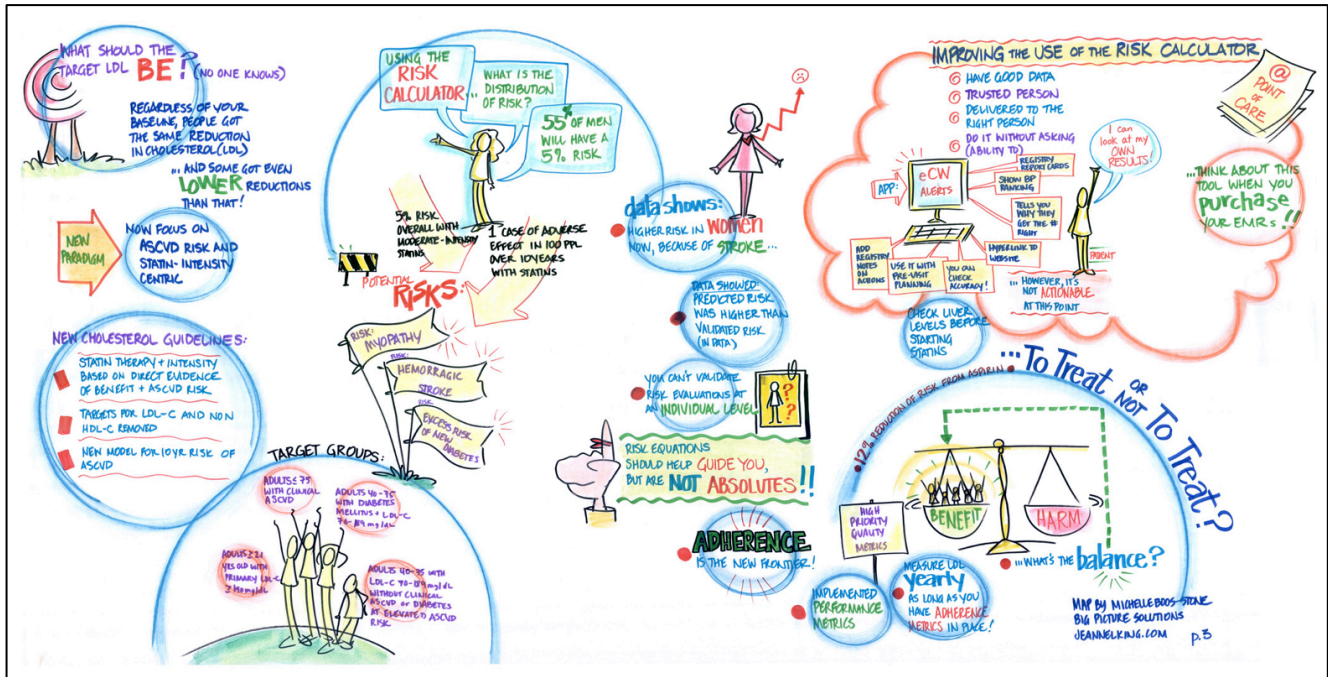 WHAT SHOULD THE
TARGET LDL BE? (NO ONE KNOWS)
REGARDLESS OF YOUR
BASELINE, PEOPLE GOT
THE SAME REDUCTION
IN CHOLESTEROL (LDL)
... AND SOME GOT EVEN
LOWER REDUCTIONS
THAN THAT!
NEW
PARADIGM
NOW FOCUS ON
ASCVD RISK AND
STATIN-INTENSITY
CENTRIC
NEW CHOLESTEROL GUIDELINES:
STATIN THERAPY + INTENSITY
BASED ON DIRECT EVIDENCE
OF BENEFIT + ASCVD RISK
TARGETS FOR LDL-C AND NON
HDL-C REMOVED
NEW MODEL FOR 10 YR RISK OF
ASCVD
USING THE
RISK
CALCULATOR...
WHAT IS THE
DISTRIBUTION
OF RISK?
55% OF MEN
WILL HAVE A
5% RISK
5% RISK
OVERALL WITH
MODERATE-INTENSITY
STATINS
1 CASE OF ADVERSE
EFFECT IN 100 PPL
OVER 10 YEARS
WITH STATINS
POTENTIAL
RISKS:
RISK:
MYOPATHY
RISK:
HEMORRAGIC
STROKE
RISK:
EXCESS RISK
OF NEW
DIABETES
TARGET GROUPS:
ADULTS ≤ 75
WITH CLINICAL
ASCVD
ADULTS 40-75
WITH DIABETES
MELLITUS + LDL-C
70-189 mg/dL
ADULTS ≥ 21
YRS OLD WITH
PRIMARY LDL-C
mg/dL
ADULTS 40-75 WITH
LDL-C 70-189 mg/dL
WITHOUT CLINICAL
ASCVD OR DIABETES
AT ELEVATED ASCVD
RISK
data shows:
HIGHER RISK IN women
NOW, BECAUSE OF STROKE...
DATA SHOWED:
PREDICTED RISK
WAS HIGHER THAN
VALIDATED RISK
(IN DATA)
YOU CAN'T VALIDATE
RISK EVALUATIONS AT
AN INDIVIDUAL LEVEL
? ?
?
RISK EQUATIONS
SHOULD HELP GUIDE YOU,
BUT ARE NOT ABSOLUTES!!
ADHERENCE
IS THE NEW FRONTIER!
IMPROVING THE USE OF THE RISK CALCULATOR
HAVE GOOD DATA
TRUSTED PERSON
DELIVERED TO THE
RIGHT PERSON
DO IT WITHOUT ASKING
(ABILITY TO)
APP:
eCW
ALERTS
REGISTRY
REPORT CARDS
SHOW BP
RANKING
TELLS YOU
WHY THEY
GET THE #
RIGHT
HYPERLINK TO
WEBSITE
YOU CAN
CHECK
ACCURACY!
USE IT WITH
PRE-VISIT
PLANNING
ADD
REGISTRY
NOTES
ON
ACTIONS
I can
look at my
OWN
RESULTS!
PATIENT
... HOWEVER, IT'S
NOT ACTIONABLE
AT THIS POINT
@
POINT
OF
CARE
...THINK ABOUT THIS
TOOL WHEN YOU
purchase
YOUR EMRs!!
CHECK LIVER
LEVELS BEFORE
STARTING
STATINS
...TO TREAT OR NOT TO TREAT?
12% REDUCTION OF RISK FROM ASPIRIN
BENEFIT
HARM
...WHAT'S THE balance?
HIGH
PRIORITY
QUALITY
METRICS
IMPLEMENTED
PERFORMANCE
METRICS
MEASURE LDL
yearly
AS LONG AS YOU
HAVE ADHERENCE
METRICS IN PLACE!
MAP BY MICHELLE BOOS-STONE
BIG PICTURE SOLUTIONS
JEANNELKING.COM
p.3